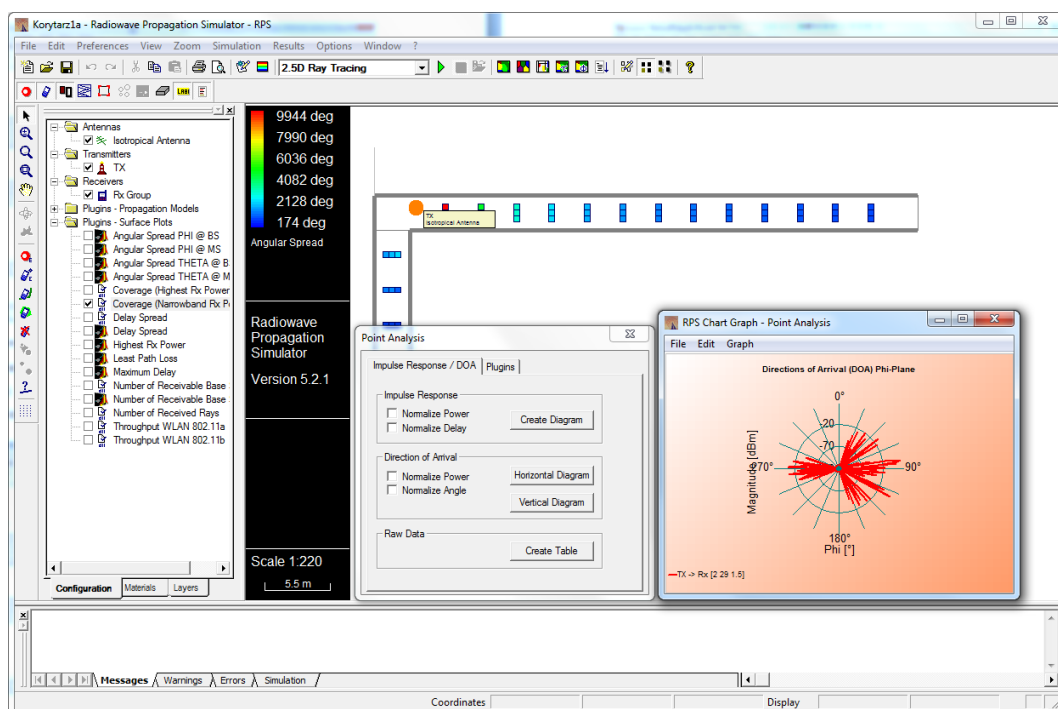 Korytarz1a - Radiowave Propagation Simulator - RPS
File Edit Preferences View Zoom Simulation Results Options Window ?
2.5D Ray Tracing
Antennas
Isotropical Antenna
Transmitters
TX
Receivers
Rx Group
Plugins - Propagation Models
Plugins - Surface Plots
Angular Spread PHI @ BS
Angular Spread PHI @ MS
Angular Spread THETA @ B
Angular Spread THETA @ M
Coverage (Highest Rx Power
Coverage (Narrowband Rx P
Delay Spread
Delay Spread
Highest Rx Power
Least Path Loss
Maximum Delay
Number of Receivable Base
Number of Receivable Base
Number of Received Rays
Throughput WLAN 802.11a
Throughput WLAN 802.11b
Configuration Materials Layers
9944 deg
7990 deg
6036 deg
4082 deg
2128 deg
174 deg
Angular Spread
Radiowave
Propagation
Simulator
Version 5.2.1
Scale 1:220
5.5 m
TX
Isotropical Antenna
Point Analysis
Impulse Response / DOA Plugins
Impulse Response
Normalize Power
Normalize Delay
Create Diagram
Direction of Arrival
Normalize Power
Normalize Angle
Horizontal Diagram
Vertical Diagram
Raw Data
Create Table
RPS Chart Graph - Point Analysis
File Edit Graph
Directions of Arrival (DOA) Phi-Plane
0°
-20
-70
270°
90°
180°
Magnitude [dBm]
Phi [°]
TX -> Rx [2 29 1.5]
Messages Warnings Errors Simulation
Coordinates Display